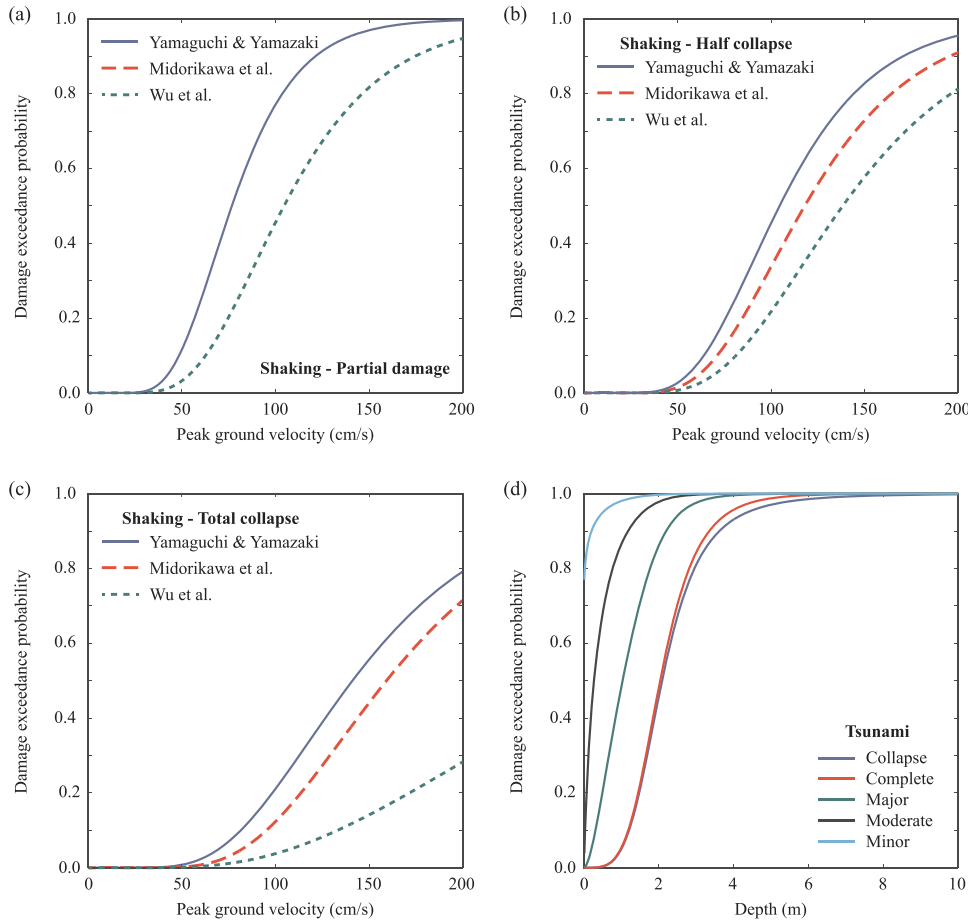 (a)
1.0
0.8
0.6
0.4
0.2
0.0
Damage exceedance probability
Yamaguchi & Yamazaki
Midorikawa et al.
Wu et al.
Shaking - Partial damage
0 50 100 150 200
Peak ground velocity (cm/s)
(b)
1.0
0.8
0.6
0.4
0.2
0.0
Damage exceedance probability
Shaking - Half collapse
Yamaguchi & Yamazaki
Midorikawa et al.
Wu et al.
0 50 100 150 200
Peak ground velocity (cm/s)
(c)
1.0
0.8
0.6
0.4
0.2
0.0
Damage exceedance probability
Shaking - Total collapse
Yamaguchi & Yamazaki
Midorikawa et al.
Wu et al.
0 50 100 150 200
Peak ground velocity (cm/s)
(d)
1.0
0.8
0.6
0.4
0.2
0.0
Damage exceedance probability
Tsunami
Collapse
Complete
Major
Moderate
Minor
0 2 4 6 8 10
Depth (m)